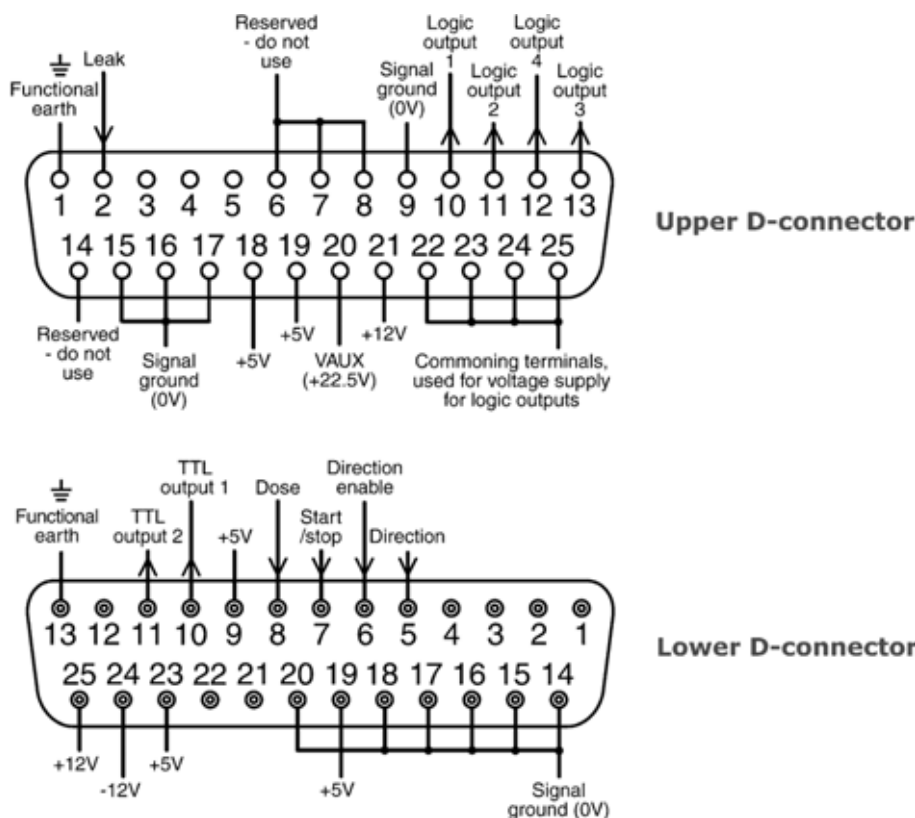 Reserved
- do not
use
Logic
output
1
Logic
output
4
Leak
Functional
earth
Signal
ground
(0V)
Logic
output
2
Logic
output
3
1 2 3 4 5 6 7 8 9 10 11 12 13
14 15 16 17 18 19 20 21 22 23 24 25
Upper D-connector
Reserved
- do not
use
Signal
ground
(0V)
+5V
+5V
VAUX
(+22.5V)
+12V
Commoning terminals,
used for voltage supply
for logic outputs
Functional
earth
TTL
output 2
TTL
output 1
+5V
Dose
Start
/stop
Direction
enable
Direction
13 12 11 10 9 8 7 6 5 4 3 2 1
25 24 23 22 21 20 19 18 17 16 15 14
Lower D-connector
+12V
-12V
+5V
+5V
Signal
ground (0V)